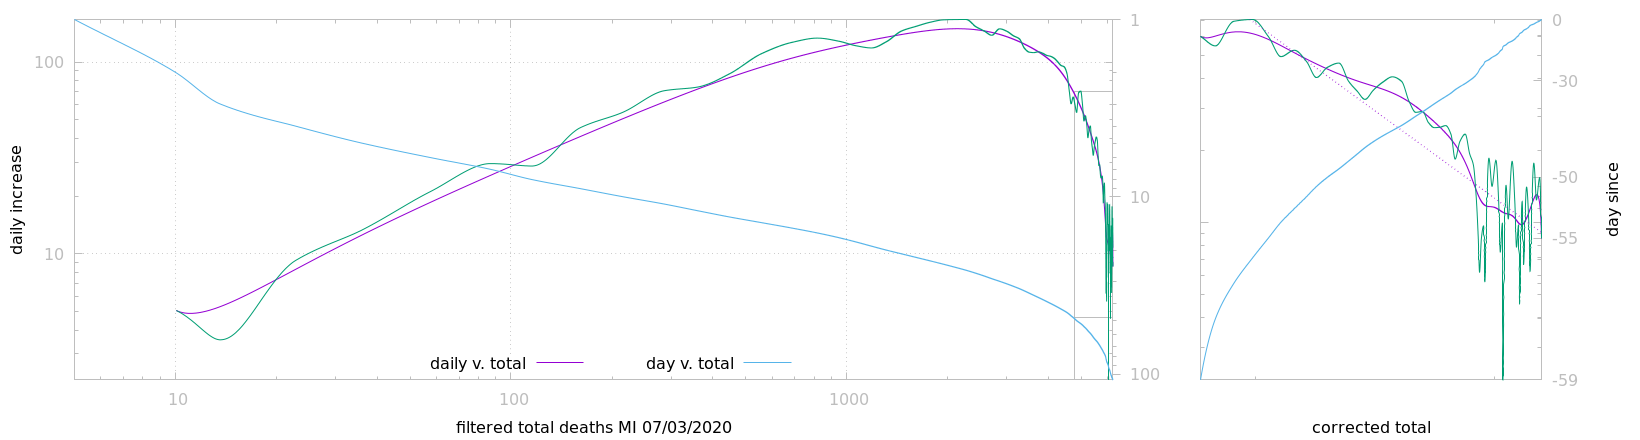 daily increase
100
10
daily v. total
day v. total
10
100
1000
filtered total deaths MI 07/03/2020
1
10
100
0
-30
-50
-55
-59
day since
corrected total